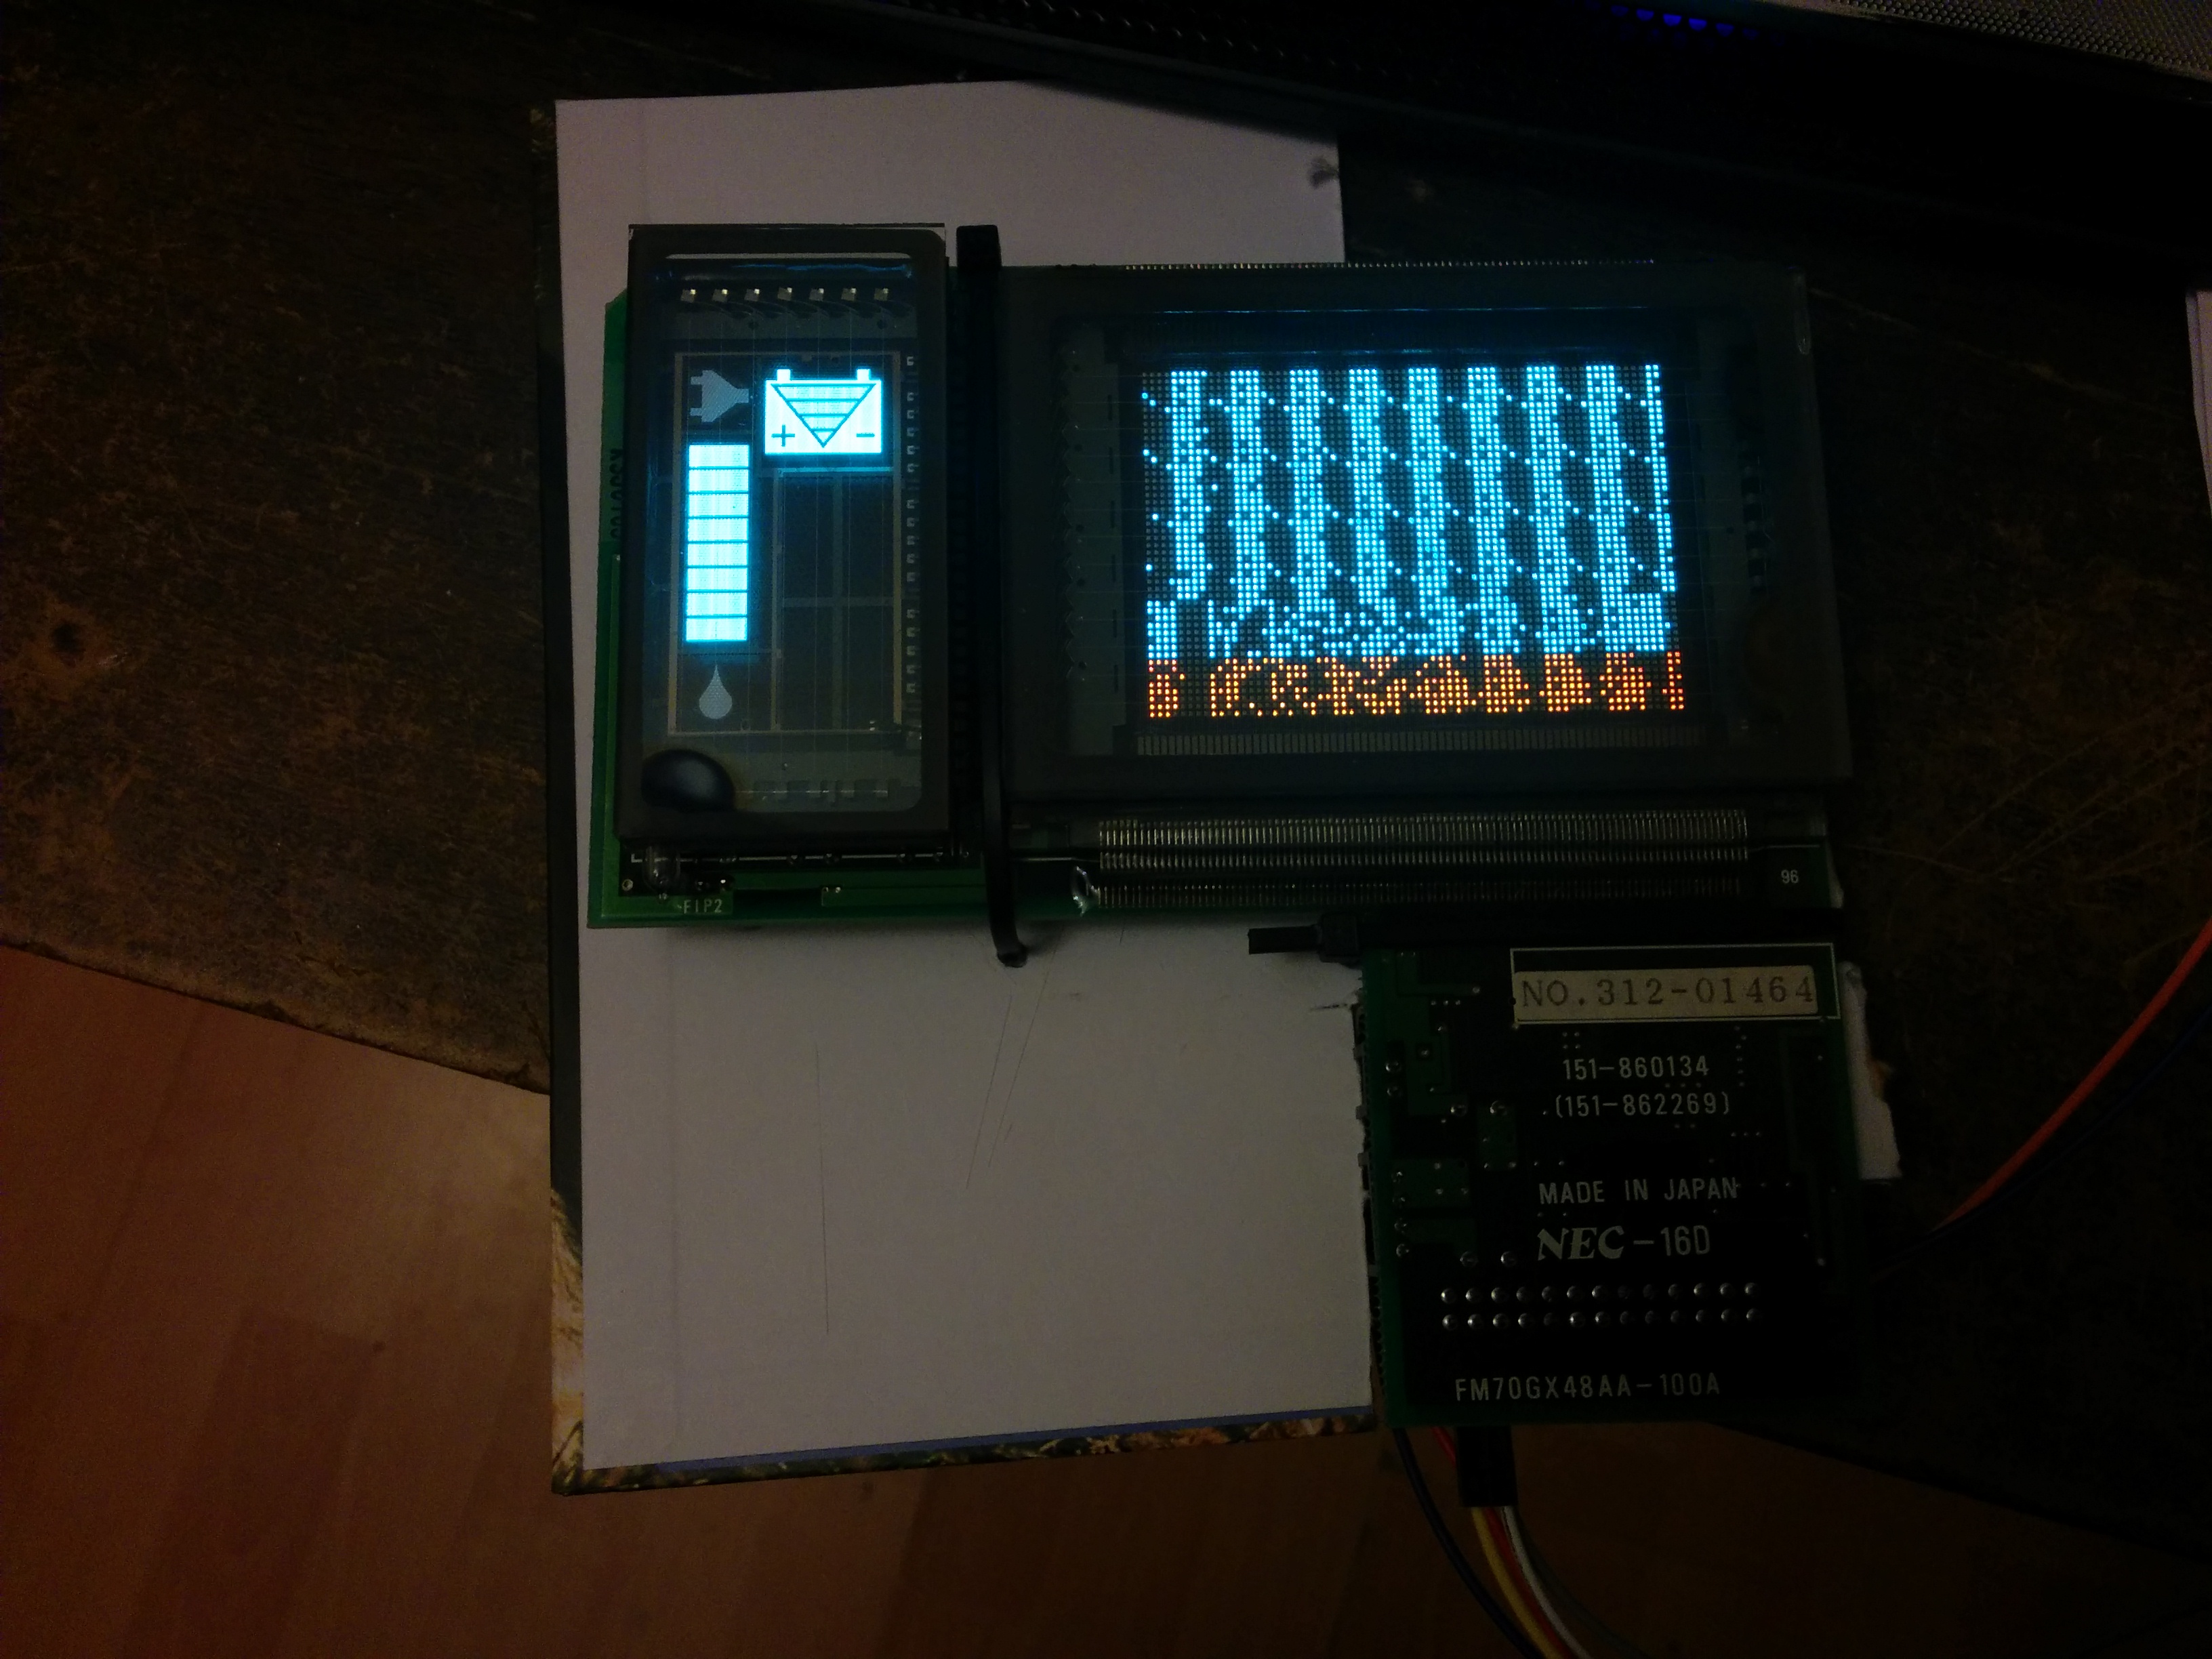 + -
FIP2
96
NO.312-01464
151-860134
(151-862269)
MADE IN JAPAN
NEC-16D
FM70GX48AA-100A